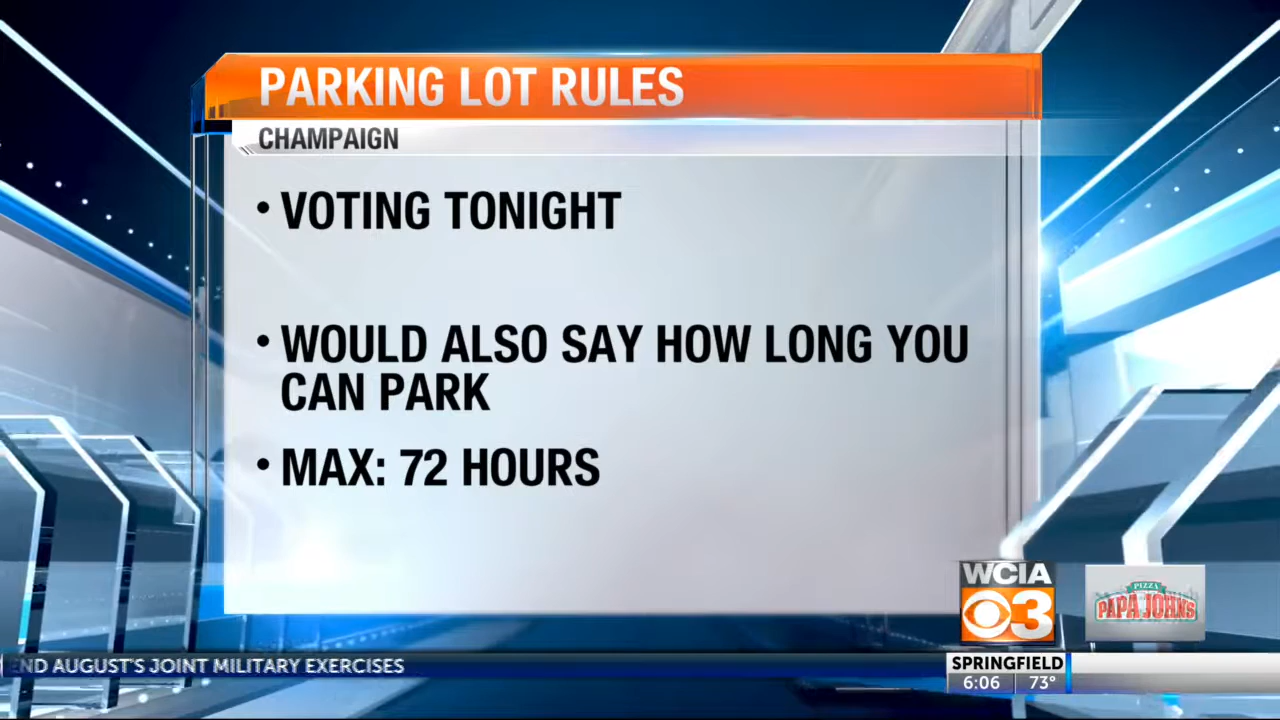 PARKING LOT RULES
CHAMPAIGN
• VOTING TONIGHT
• WOULD ALSO SAY HOW LONG YOU
CAN PARK
• MAX: 72 HOURS
WCIA
3
PIZZA
PAPA JOHNS
END AUGUST'S JOINT MILITARY EXERCISES
SPRINGFIELD
6:06 73°